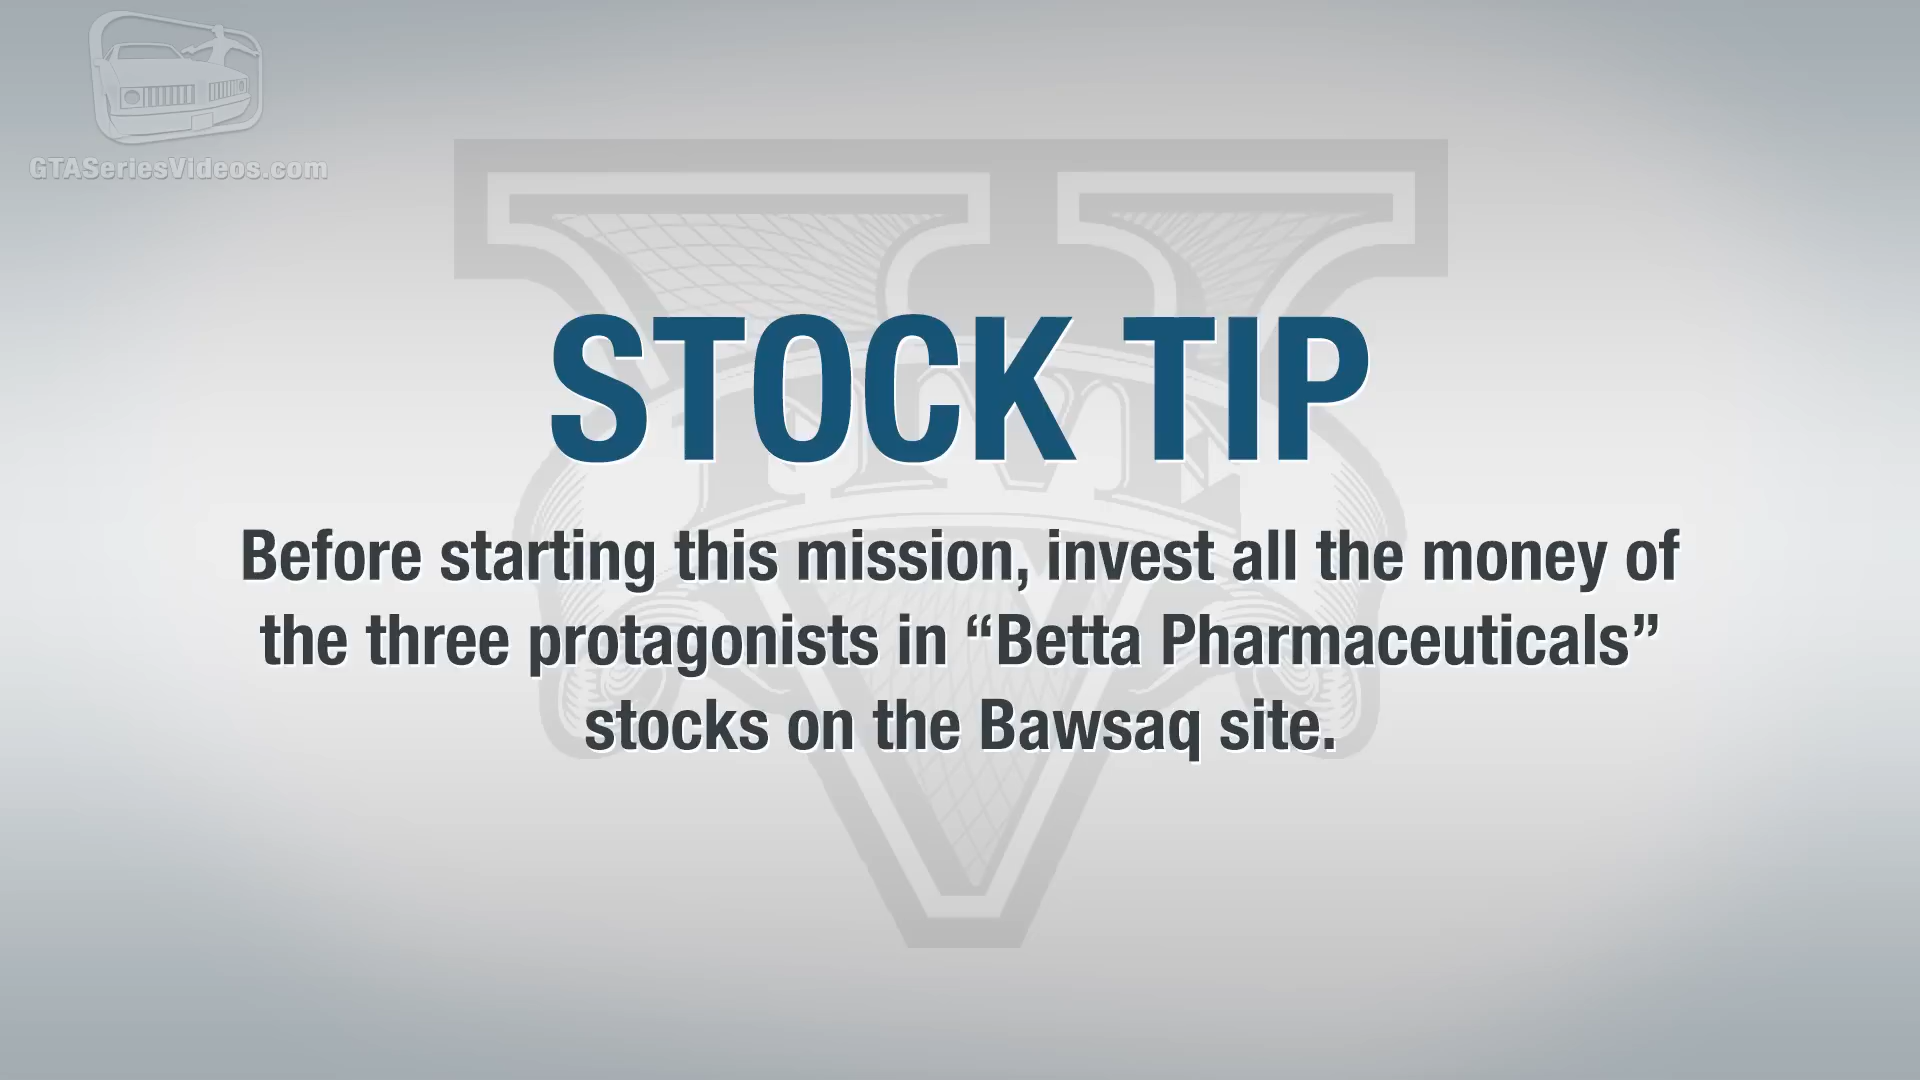 GTASeriesVideos.com
STOCK TIP
Before starting this mission, invest all the money of
the three protagonists in “Betta Pharmaceuticals”
stocks on the Bawsaq site.